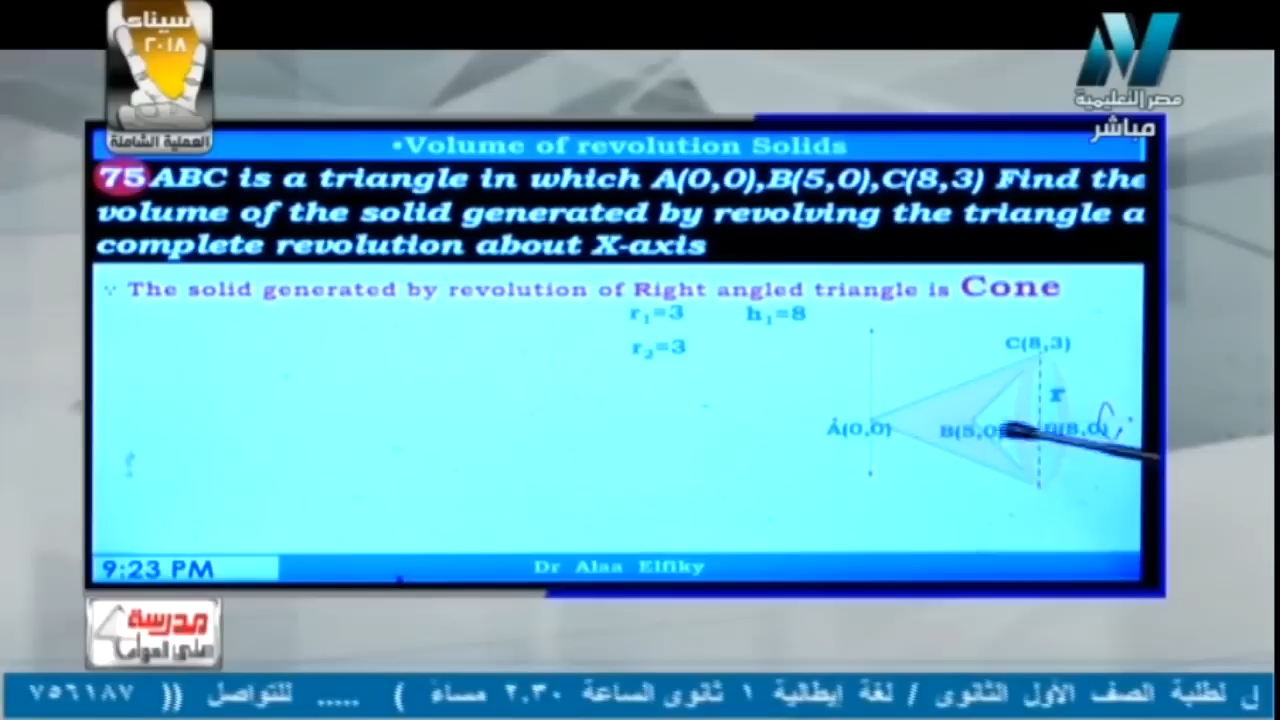 سيناء
٢٠١٨
العملية الشاملة
مصر التعليمية
مباشر
•Volume of revolution Solids
75 ABC is a triangle in which A(0,0),B(5,0),C(8,3) Find the
volume of the solid generated by revolving the triangle a
complete revolution about X-axis
∵ The solid generated by revolution of Right angled triangle is Cone
r₁=3 h₁=8
r₂=3
C(8,3)
r
A(0,0)
B(5,0)
(8,0)
9:23 PM
Dr Alaa Elfiky
مدرسة
على الهواء
ل لطلبة الصف الأول الثانوى / لغة إيطالية ١ ثانوى الساعة ٢.٣٠ مساءً ) ..... للتواصل (( ٧٥٦١٨٧